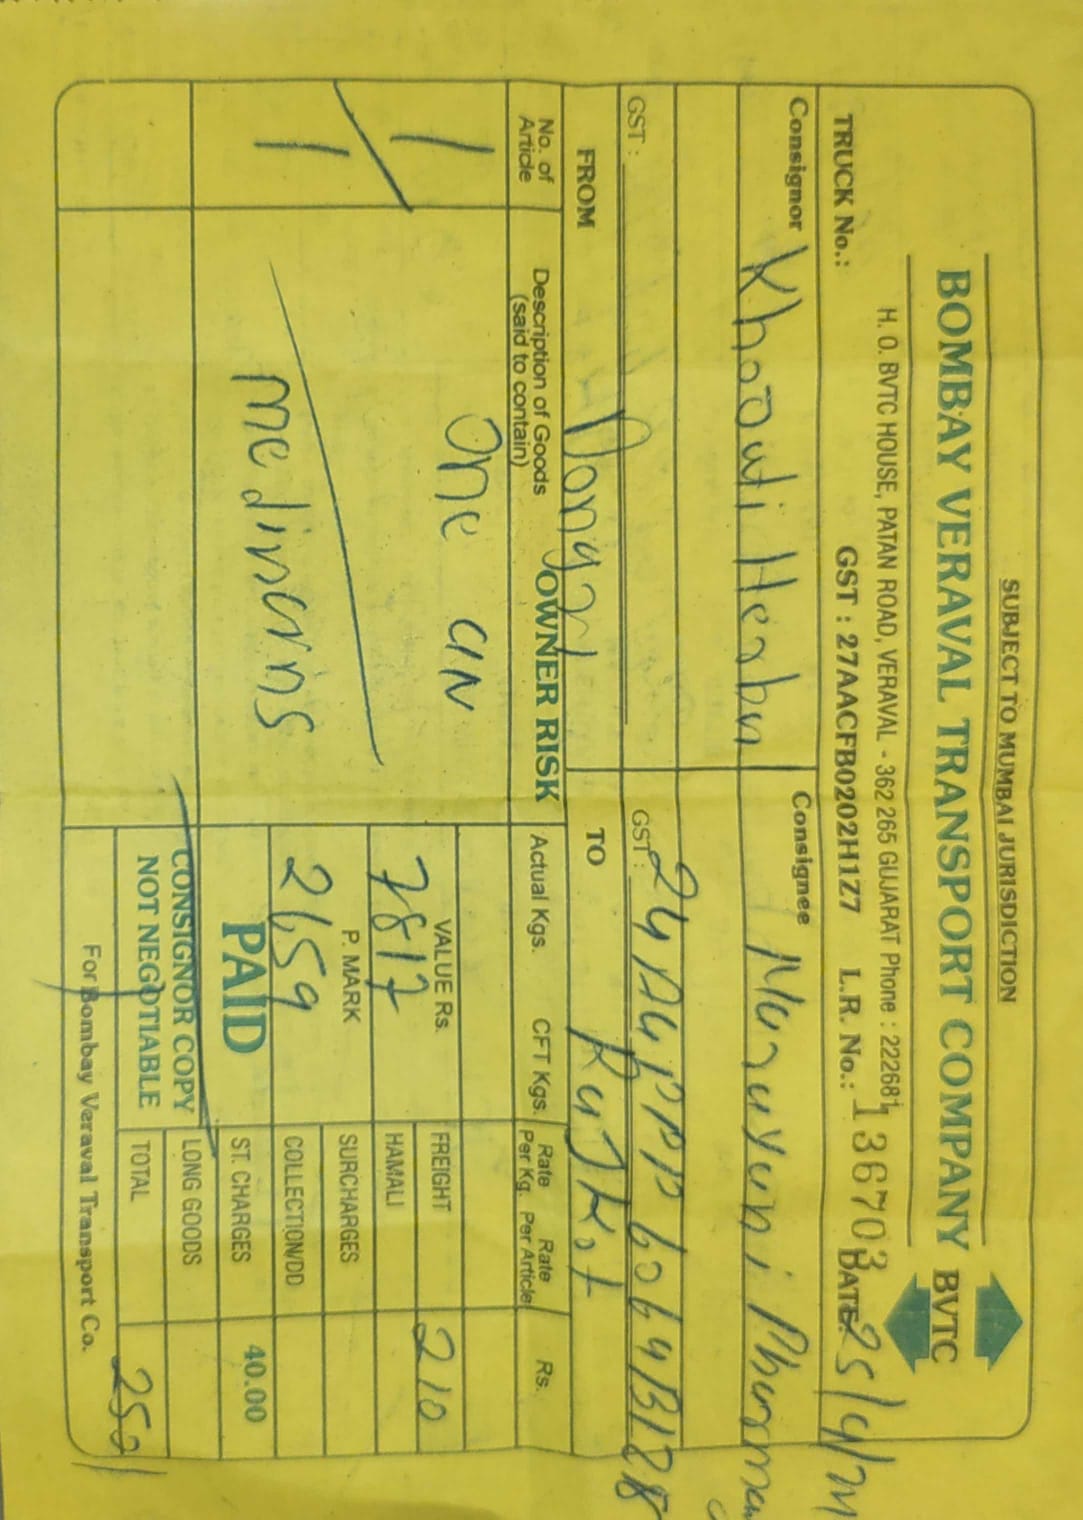 SUBJECT TO MUMBAI JURISDICTION
BOMBAY VERAVAL TRANSPORT COMPANY BVTC
H. O. BVTC HOUSE, PATAN ROAD, VERAVAL - 362 265 GUJARAT Phone : 222681
TRUCK No.: GST : 27AACFB0202H1Z7 L.R. No.: 136703 DATE: 25/4/
Consignor Consignee
GST : GST :
FROM TO Rajkot
No. of Article Description of Goods (said to contain) OWNER RISK Actual Kgs. CFT Kgs. Rate Per Kg. Rate Per Article Rs.
1 One VALUE Rs. 7817 FREIGHT 210
HAMALI
P. MARK 2659 SURCHARGES
COLLECTION/DD
1 PAID ST. CHARGES 40.00
CONSIGNOR COPY LONG GOODS
NOT NEGOTIABLE TOTAL 250
For Bombay Veraval Transport Co.